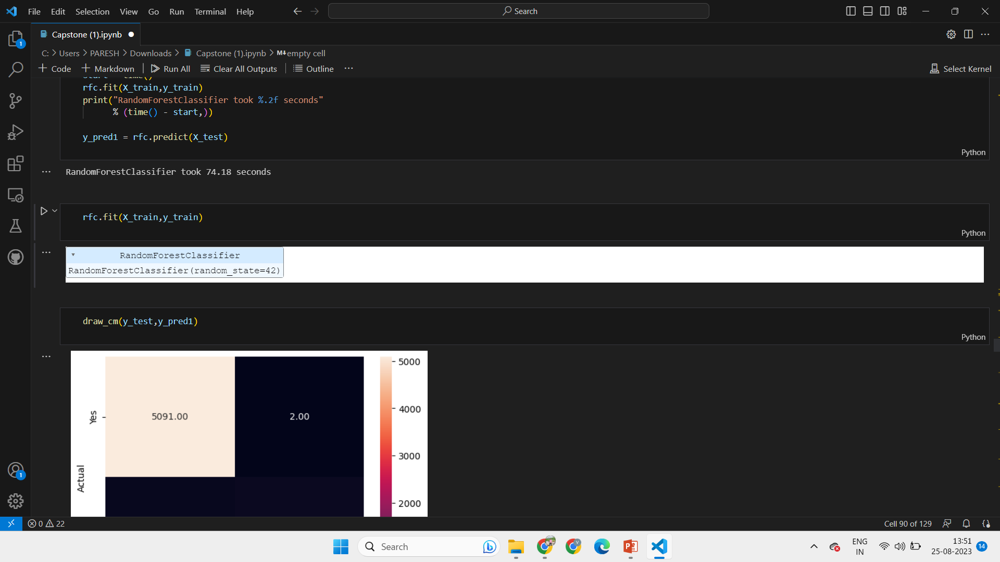 File Edit Selection View Go Run Terminal Help
Search
Capstone (1).ipynb
C: > Users > PARESH > Downloads > Capstone (1).ipynb > M↓ empty cell
+ Code + Markdown Run All Clear All Outputs Outline ... Select Kernel
start = time()
rfc.fit(X_train,y_train)
print("RandomForestClassifier took %.2f seconds"
% (time() - start,))
y_pred1 = rfc.predict(X_test)
Python
RandomForestClassifier took 74.18 seconds
rfc.fit(X_train,y_train)
Python
RandomForestClassifier
RandomForestClassifier(random_state=42)
draw_cm(y_test,y_pred1)
Python
5000
Yes
5091.00 2.00
4000
3000
Actual
2000
0 22
Cell 90 of 129
1
1
Search
ENG
IN
13:51
25-08-2023
14